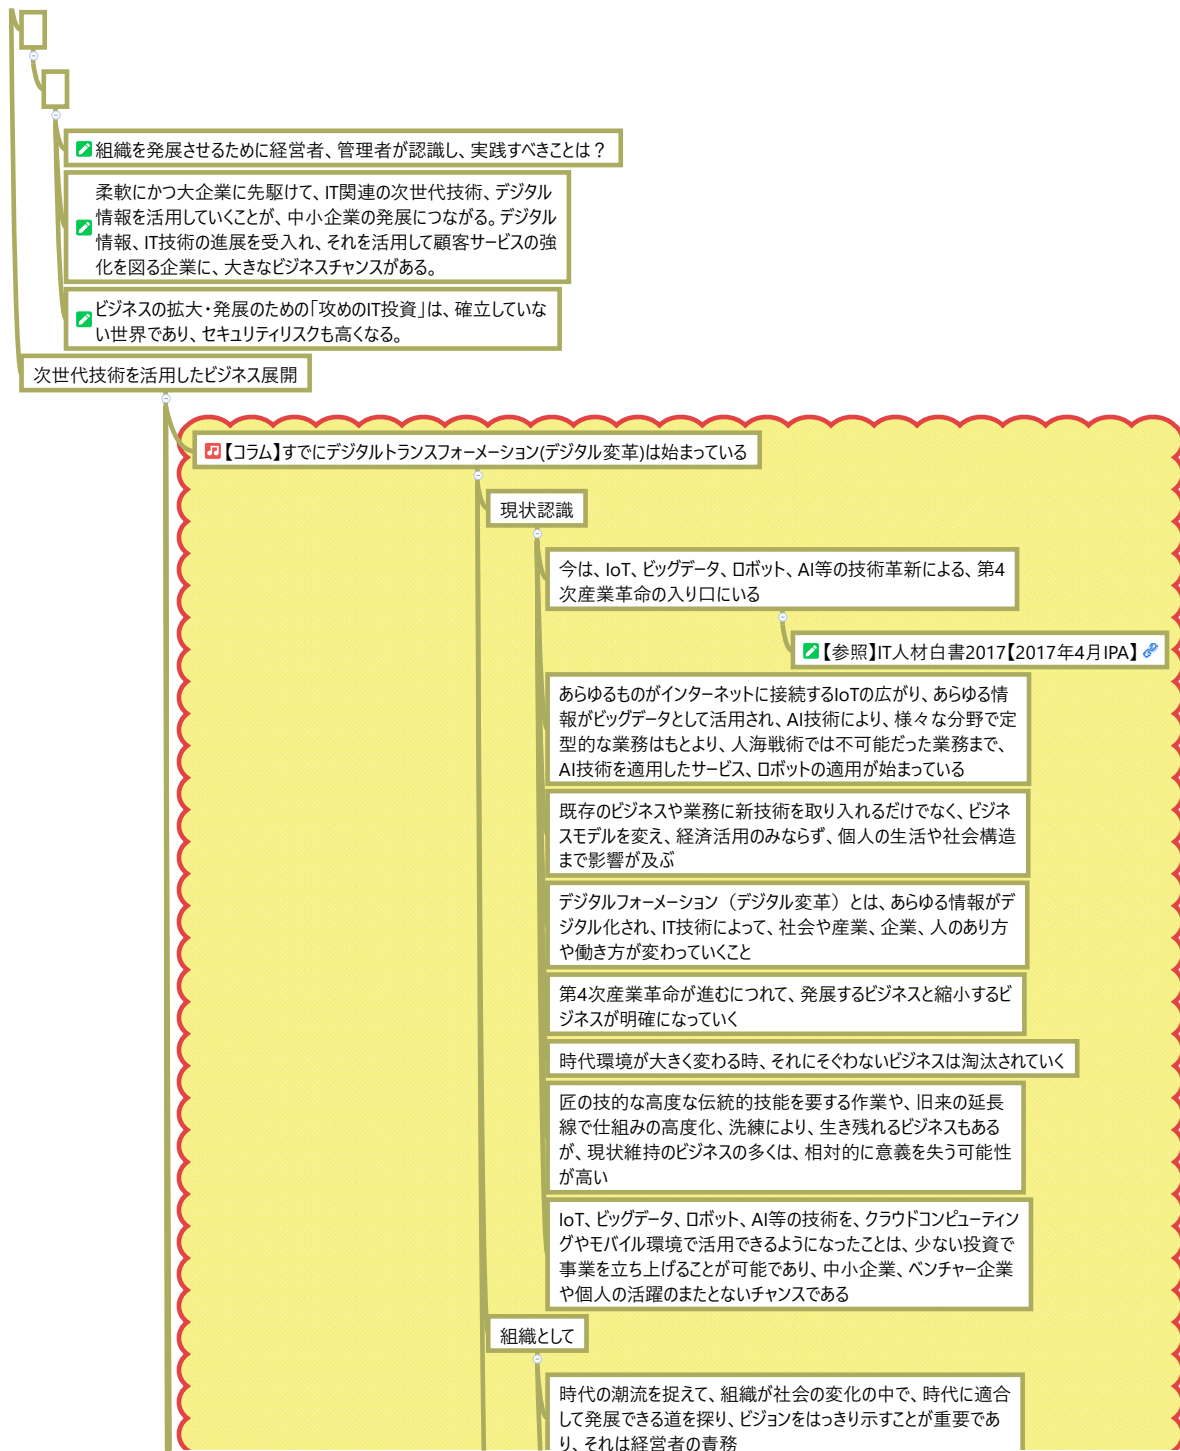 組織を発展させるために経営者、管理者が認識し、実践すべきことは？
柔軟にかつ大企業に先駆けて、IT関連の次世代技術、デジタル
情報を活用していくことが、中小企業の発展につながる。デジタル
情報、IT技術の進展を受入れ、それを活用して顧客サービスの強
化を図る企業に、大きなビジネスチャンスがある。
ビジネスの拡大・発展のための「攻めのIT投資」は、確立していな
い世界であり、セキュリティリスクも高くなる。
次世代技術を活用したビジネス展開
【コラム】すでにデジタルトランスフォーメーション(デジタル変革)は始まっている
現状認識
今は、IoT、ビッグデータ、ロボット、AI等の技術革新による、第4
次産業革命の入り口にいる
【参照】IT人材白書2017【2017年4月IPA】
あらゆるものがインターネットに接続するIoTの広がり、あらゆる情
報がビッグデータとして活用され、AI技術により、様々な分野で定
型的な業務はもとより、人海戦術では不可能だった業務まで、
AI技術を適用したサービス、ロボットの適用が始まっている
既存のビジネスや業務に新技術を取り入れるだけでなく、ビジネ
スモデルを変え、経済活用のみならず、個人の生活や社会構造
まで影響が及ぶ
デジタルフォーメーション（デジタル変革）とは、あらゆる情報がデ
ジタル化され、IT技術によって、社会や産業、企業、人のあり方
や働き方が変わっていくこと
第4次産業革命が進むにつれて、発展するビジネスと縮小するビ
ジネスが明確になっていく
時代環境が大きく変わる時、それにそぐわないビジネスは淘汰されていく
匠の技的な高度な伝統的技能を要する作業や、旧来の延長
線で仕組みの高度化、洗練により、生き残れるビジネスもある
が、現状維持のビジネスの多くは、相対的に意義を失う可能性
が高い
IoT、ビッグデータ、ロボット、AI等の技術を、クラウドコンピューティン
グやモバイル環境で活用できるようになったことは、少ない投資で
事業を立ち上げることが可能であり、中小企業、ベンチャー企業
や個人の活躍のまたとないチャンスである
組織として
時代の潮流を捉えて、組織が社会の変化の中で、時代に適合
して発展できる道を探り、ビジョンをはっきり示すことが重要であ
り、それは経営者の責務